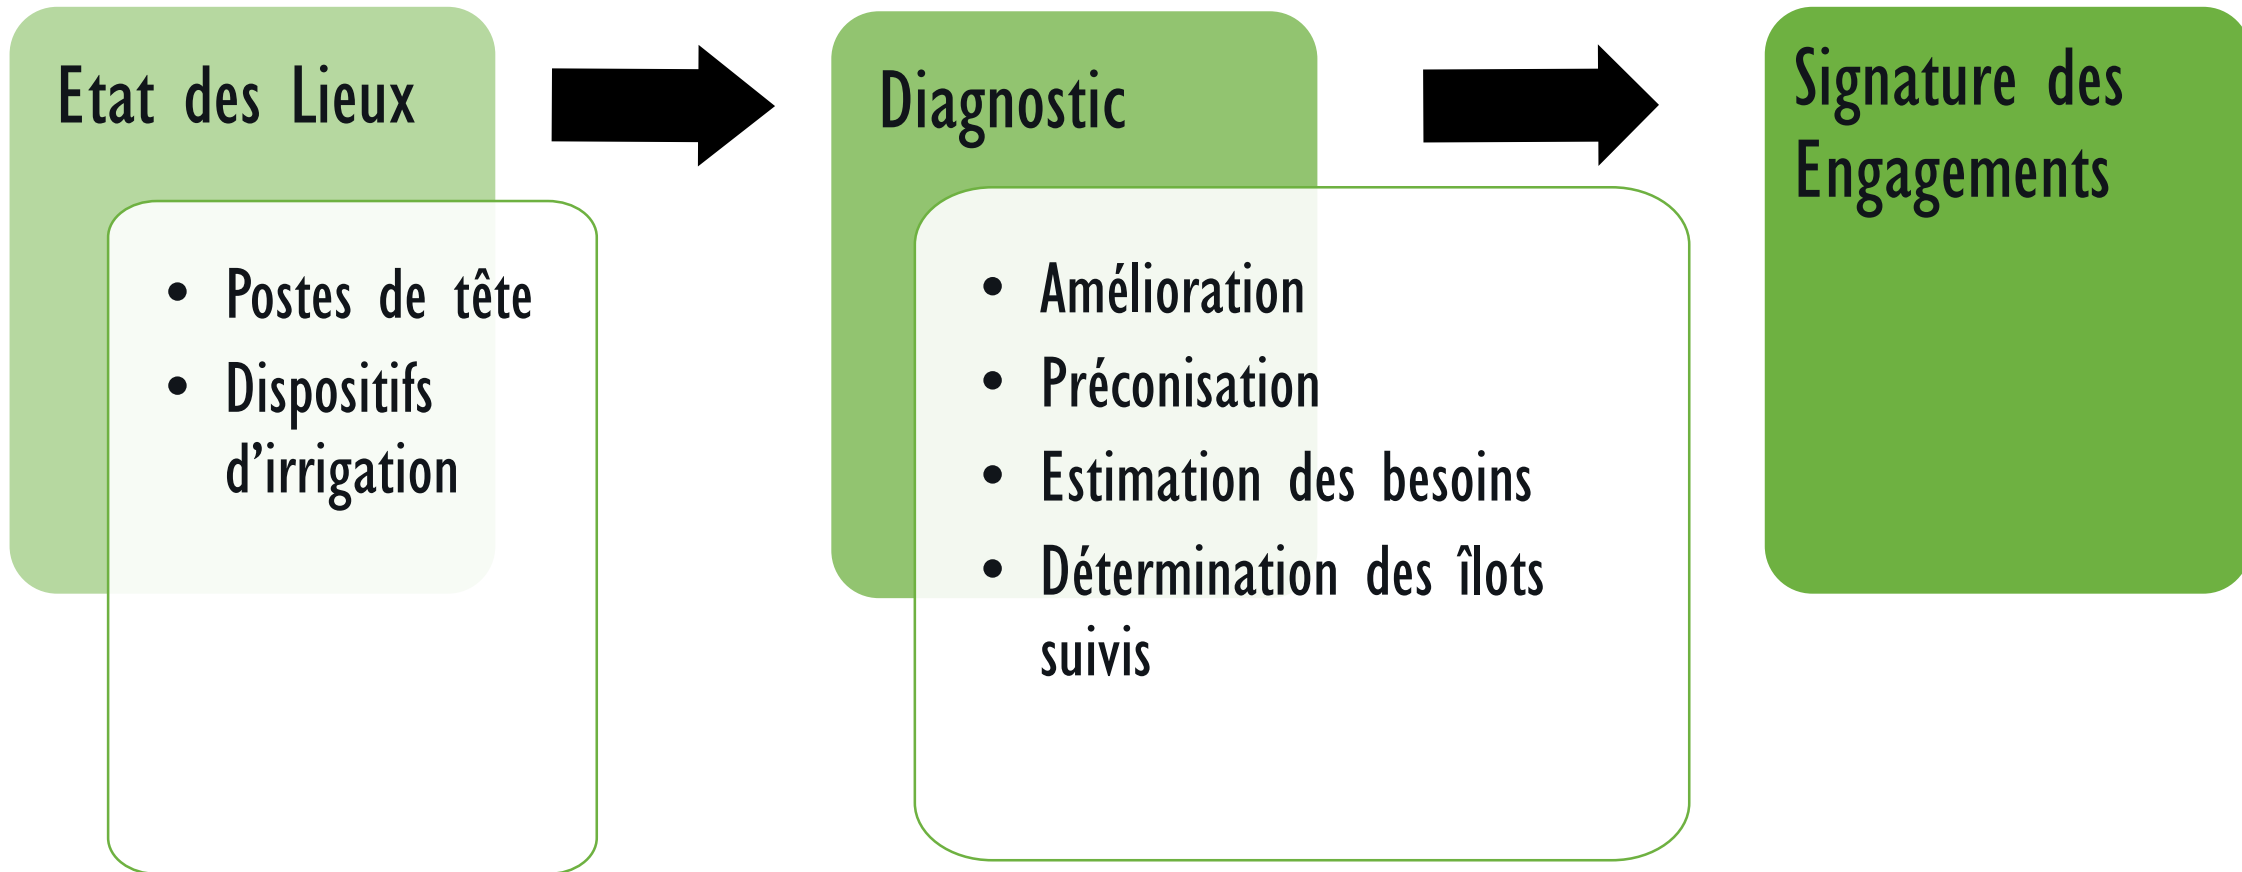 Etat des Lieux
• Postes de tête
• Dispositifs
d’irrigation
Diagnostic
• Amélioration
• Préconisation
• Estimation des besoins
• Détermination des îlots
suivis
Signature des
Engagements